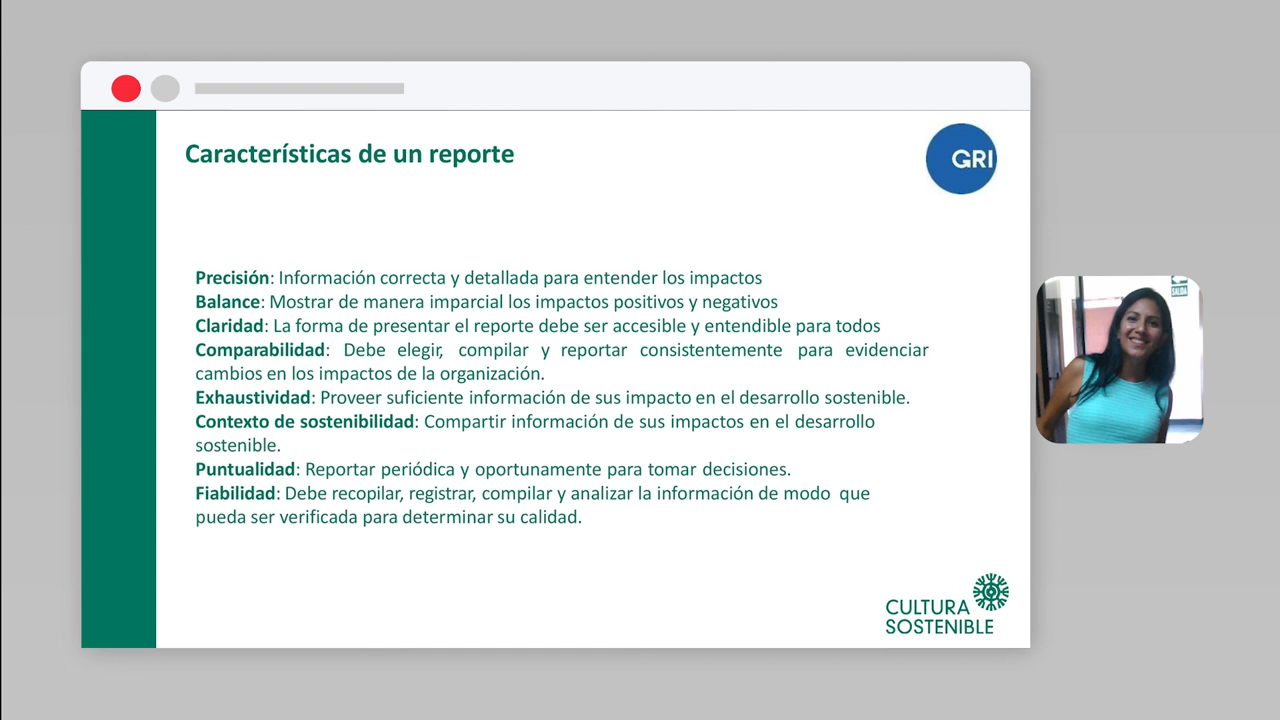 Características de un reporte
GRI
Precisión: Información correcta y detallada para entender los impactos
Balance: Mostrar de manera imparcial los impactos positivos y negativos
Claridad: La forma de presentar el reporte debe ser accesible y entendible para todos
Comparabilidad: Debe elegir, compilar y reportar consistentemente para evidenciar
cambios en los impactos de la organización.
Exhaustividad: Proveer suficiente información de sus impacto en el desarrollo sostenible.
Contexto de sostenibilidad: Compartir información de sus impactos en el desarrollo
sostenible.
Puntualidad: Reportar periódica y oportunamente para tomar decisiones.
Fiabilidad: Debe recopilar, registrar, compilar y analizar la información de modo que
pueda ser verificada para determinar su calidad.
SALIDA
CULTURA
SOSTENIBLE